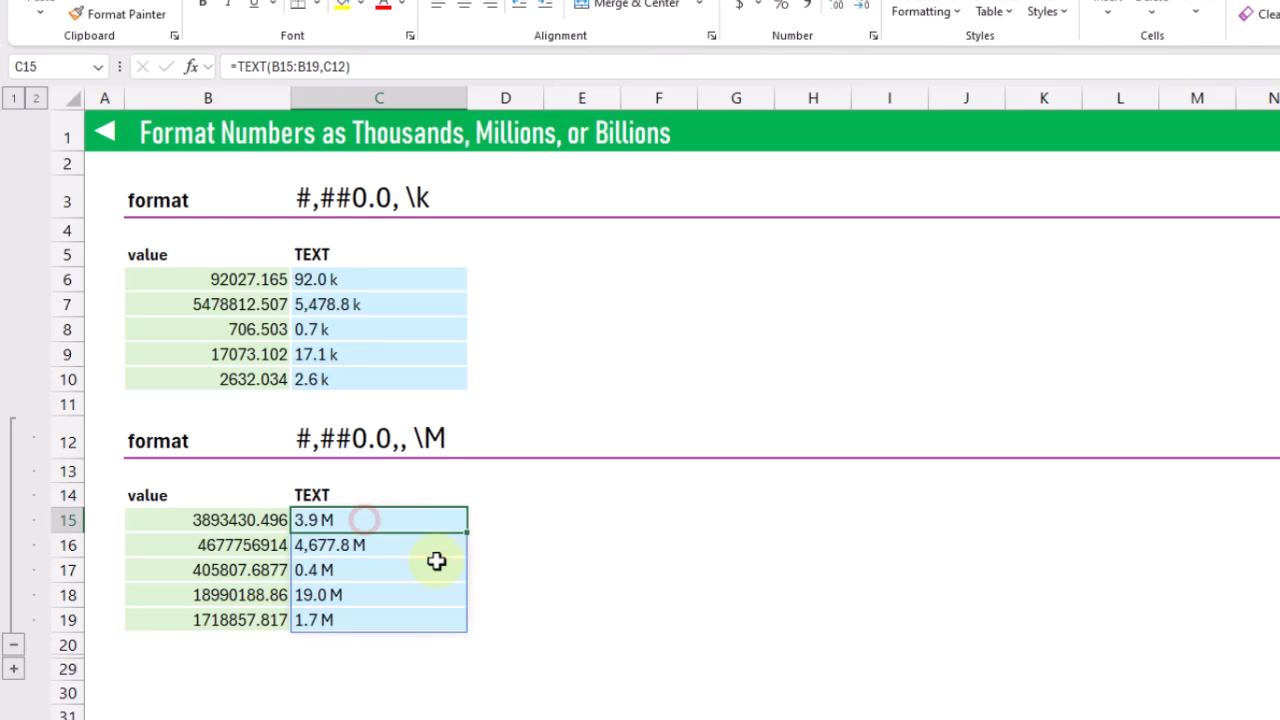 Format Painter
Merge & Center
$ % 9
Formatting Table Styles
Clipboard Font Alignment Number Styles Cells
C15 fx =TEXT(B15:B19,C12)
1 2 A B C D E F G H I J K L M N
1 Format Numbers as Thousands, Millions, or Billions
2
3 format #,##0.0, \k
4
5 value TEXT
6 92027.165 92.0 k
7 5478812.507 5,478.8 k
8 706.503 0.7 k
9 17073.102 17.1 k
10 2632.034 2.6 k
11
12 format #,##0.0,, \M
13
14 value TEXT
15 3893430.496 3.9 M
16 4677756914 4,677.8 M
17 405807.6877 0.4 M
18 18990188.86 19.0 M
19 1718857.817 1.7 M
20
29
30
31